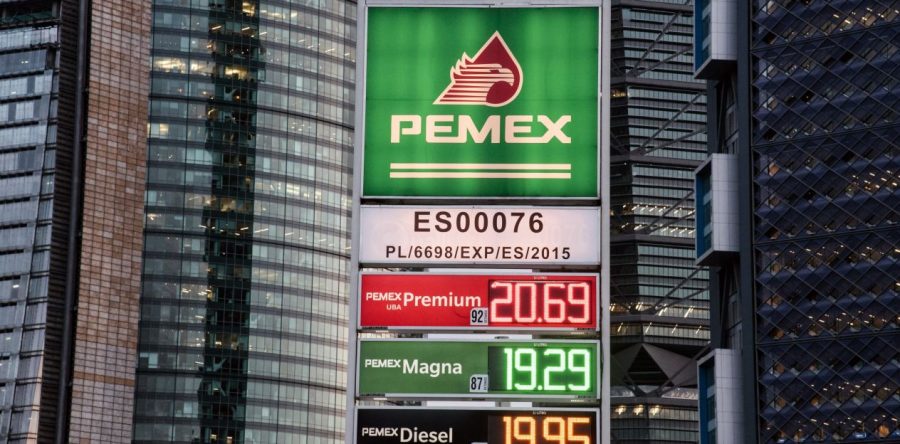 PEMEX
ES00076
PL/6698/EXP/ES/2015
PEMEX Premium 92 20.69
UBA
PEMEX Magna 87 19.29
PEMEX Diesel 19.95